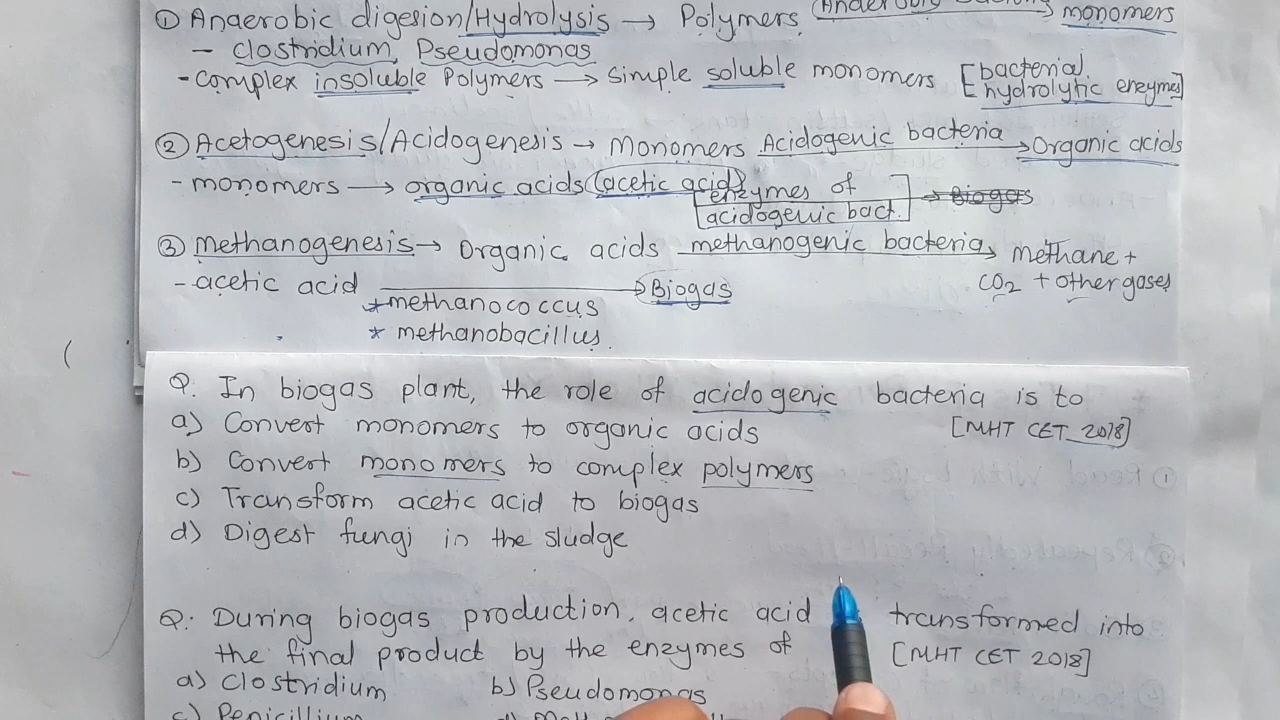 ① Anaerobic digesion/Hydrolysis → Polymers → monomers
- clostridium, Pseudomonas
- complex insoluble Polymers → simple soluble monomers [bacterial hydrolytic enzymes]
② Acetogenesis/Acidogenesis → Monomers Acidogenic bacteria → Organic acids
- monomers → organic acids (acetic acid)
enzymes of acidogenic bact.] → Biogas
③ methanogenesis → Organic acids methanogenic bacteria → methane +
CO₂ + other gases
- acetic acid → Biogas
* methanococcus
* methanobacillus.
Q. In biogas plant, the role of acidogenic bacteria is to
a) Convert monomers to organic acids [MHT CET 2018]
b) Convert monomers to complex polymers
c) Transform acetic acid to biogas
d) Digest fungi in the sludge
Q. During biogas production, acetic acid transformed into
the final product by the enzymes of [MHT CET 2018]
a) Clostridium b) Pseudomonas
c) Penicillium